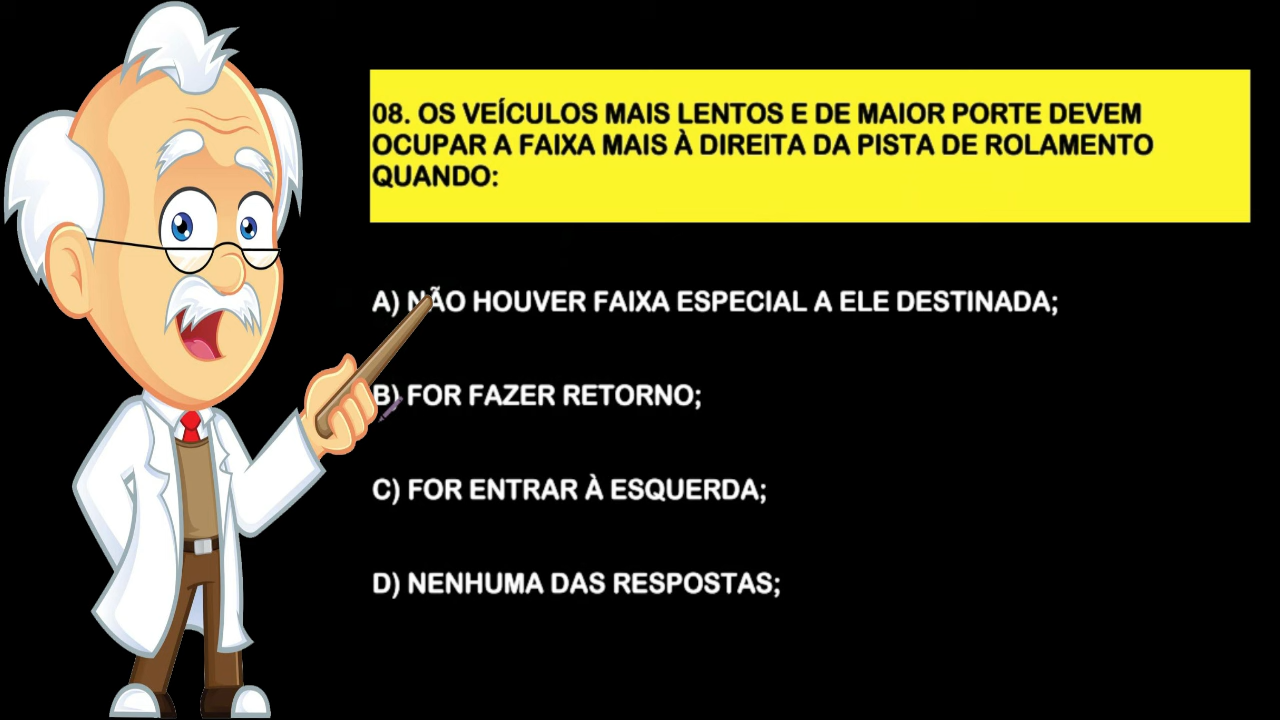 08. OS VEÍCULOS MAIS LENTOS E DE MAIOR PORTE DEVEM
OCUPAR A FAIXA MAIS À DIREITA DA PISTA DE ROLAMENTO
QUANDO:
A) NÃO HOUVER FAIXA ESPECIAL A ELE DESTINADA;
B) FOR FAZER RETORNO;
C) FOR ENTRAR À ESQUERDA;
D) NENHUMA DAS RESPOSTAS;